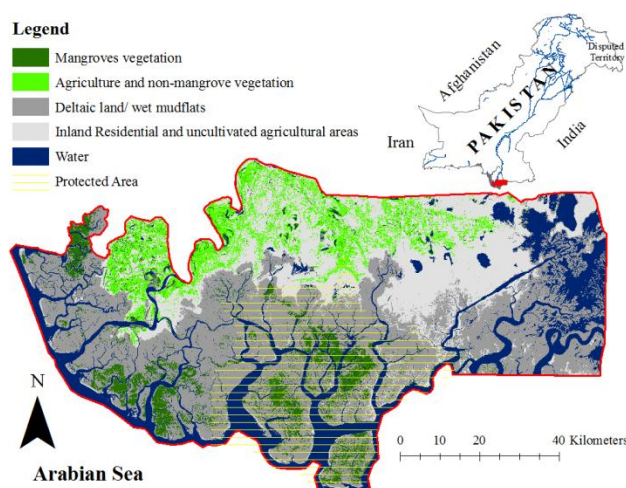 Legend
Mangroves vegetation
Agriculture and non-mangrove vegetation
Deltaic land/ wet mudflats
Inland Residential and uncultivated agricultural areas
Water
Protected Area
Disputed
Territory
Afghanistan
PAKISTAN
Iran
India
N
0 10 20 40 Kilometers
Arabian Sea